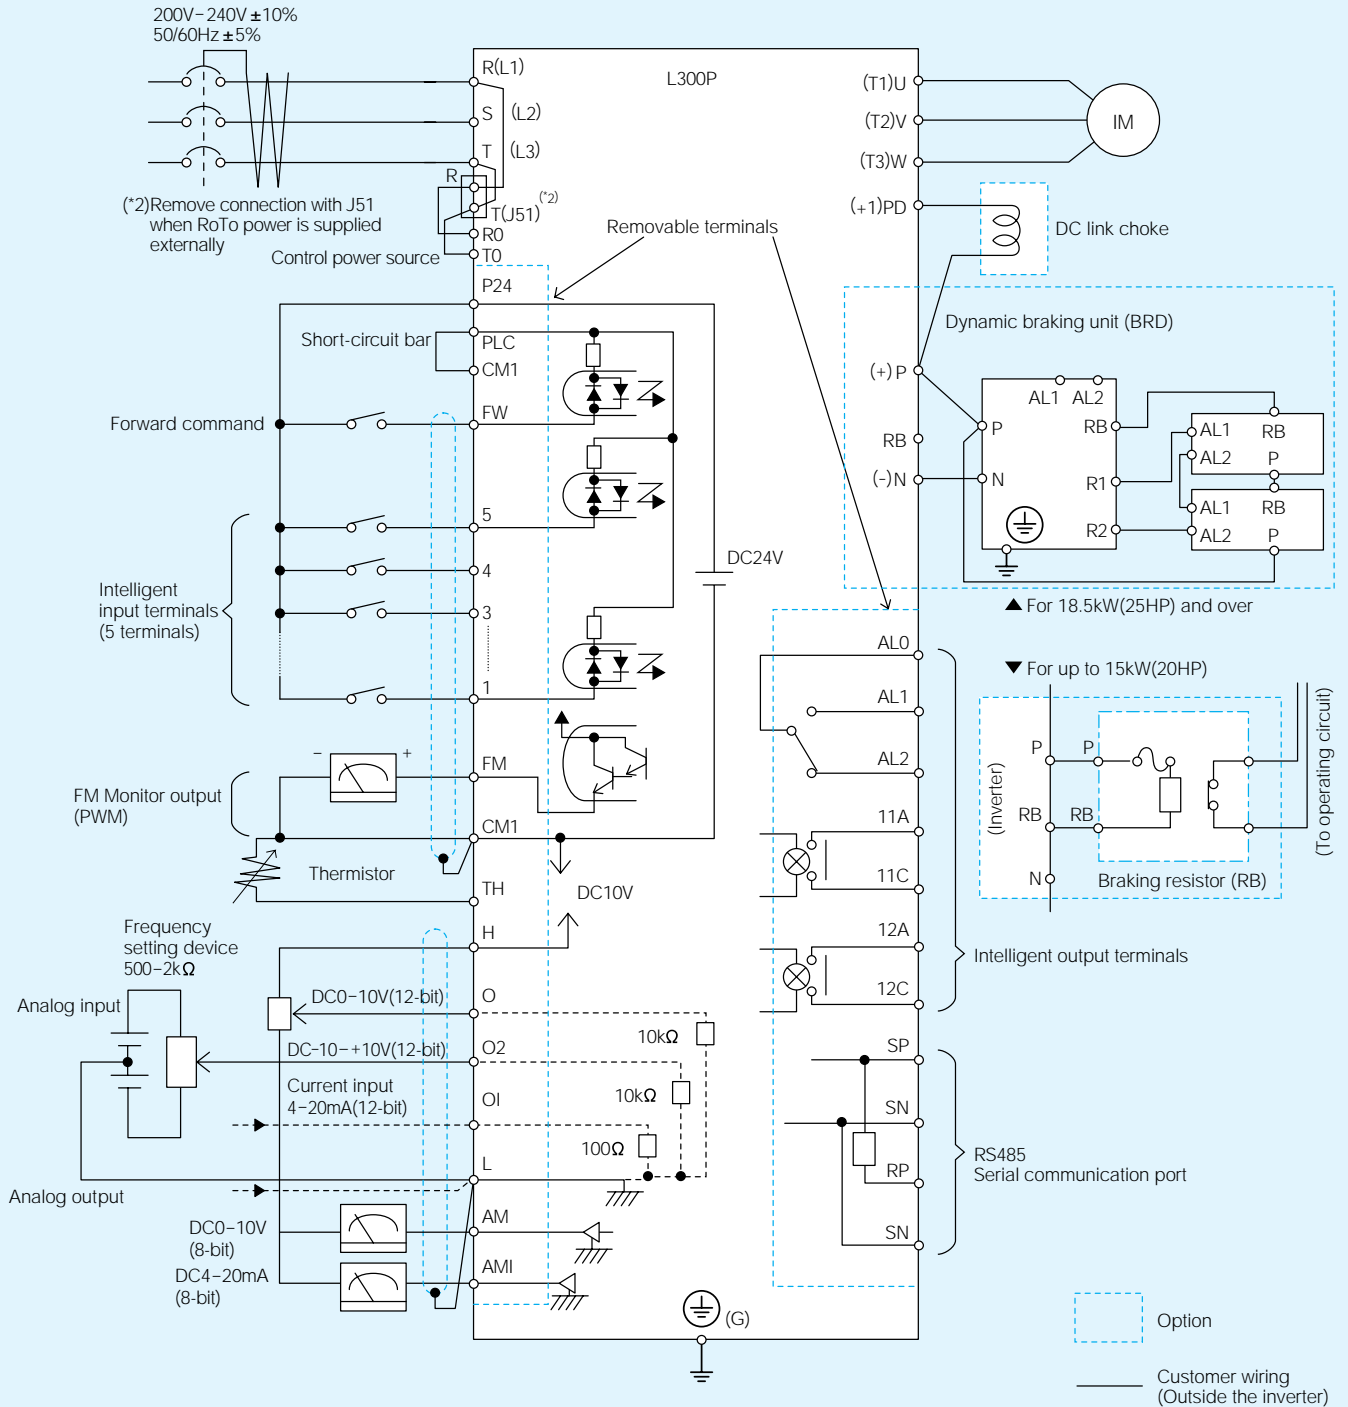 200V–240V ±10%
50/60Hz ±5%
R(L1)
L300P
(T1)U
S (L2)
(T2)V
IM
T (L3)
(T3)W
R
(*2)Remove connection with J51
when RoTo power is supplied
externally
T(J51)(*2)
R0
T0
Control power source
Removable terminals
(+1)PD
DC link choke
P24
Short-circuit bar
PLC
CM1
Forward command
FW
5
4
3
1
Intelligent
input terminals
(5 terminals)
DC24V
Dynamic braking unit (BRD)
(+)P
RB
(-)N
AL1 AL2
P
RB
N
R1
R2
AL1 RB
AL2 P
AL1 RB
AL2 P
▲ For 18.5kW(25HP) and over
▼ For up to 15kW(20HP)
AL0
AL1
AL2
(Inverter)
P P
RB RB
N
Braking resistor (RB)
(To operating circuit)
– +
FM Monitor output
(PWM)
FM
CM1
Thermistor
TH
DC10V
11A
11C
12A
12C
Intelligent output terminals
Frequency
setting device
500–2kΩ
H
Analog input
DC0–10V(12-bit)
O
10kΩ
DC-10–+10V(12-bit)
O2
10kΩ
Current input
4–20mA(12-bit)
OI
100Ω
L
Analog output
DC0–10V
(8-bit)
AM
DC4–20mA
(8-bit)
AMI
SP
SN
RP
SN
RS485
Serial communication port
(G)
Option
Customer wiring
(Outside the inverter)